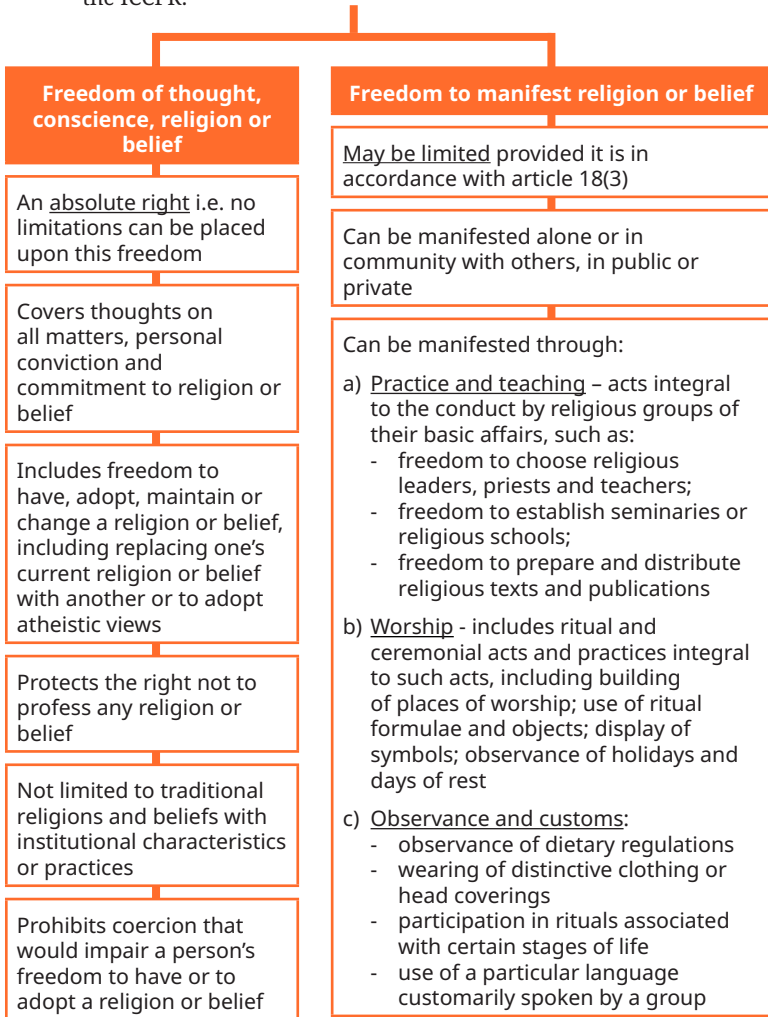 the ICCPR.
Freedom of thought,
conscience, religion or
belief
An absolute right i.e. no
limitations can be placed
upon this freedom
Covers thoughts on
all matters, personal
conviction and
commitment to religion or
belief
Includes freedom to
have, adopt, maintain or
change a religion or belief,
including replacing one's
current religion or belief
with another or to adopt
atheistic views
Protects the right not to
profess any religion or
belief
Not limited to traditional
religions and beliefs with
institutional characteristics
or practices
Prohibits coercion that
would impair a person's
freedom to have or to
adopt a religion or belief
Freedom to manifest religion or belief
May be limited provided it is in
accordance with article 18(3)
Can be manifested alone or in
community with others, in public or
private
Can be manifested through:
a) Practice and teaching – acts integral
to the conduct by religious groups of
their basic affairs, such as:
- freedom to choose religious
leaders, priests and teachers;
- freedom to establish seminaries or
religious schools;
- freedom to prepare and distribute
religious texts and publications
b) Worship - includes ritual and
ceremonial acts and practices integral
to such acts, including building
of places of worship; use of ritual
formulae and objects; display of
symbols; observance of holidays and
days of rest
c) Observance and customs:
- observance of dietary regulations
- wearing of distinctive clothing or
head coverings
- participation in rituals associated
with certain stages of life
- use of a particular language
customarily spoken by a group